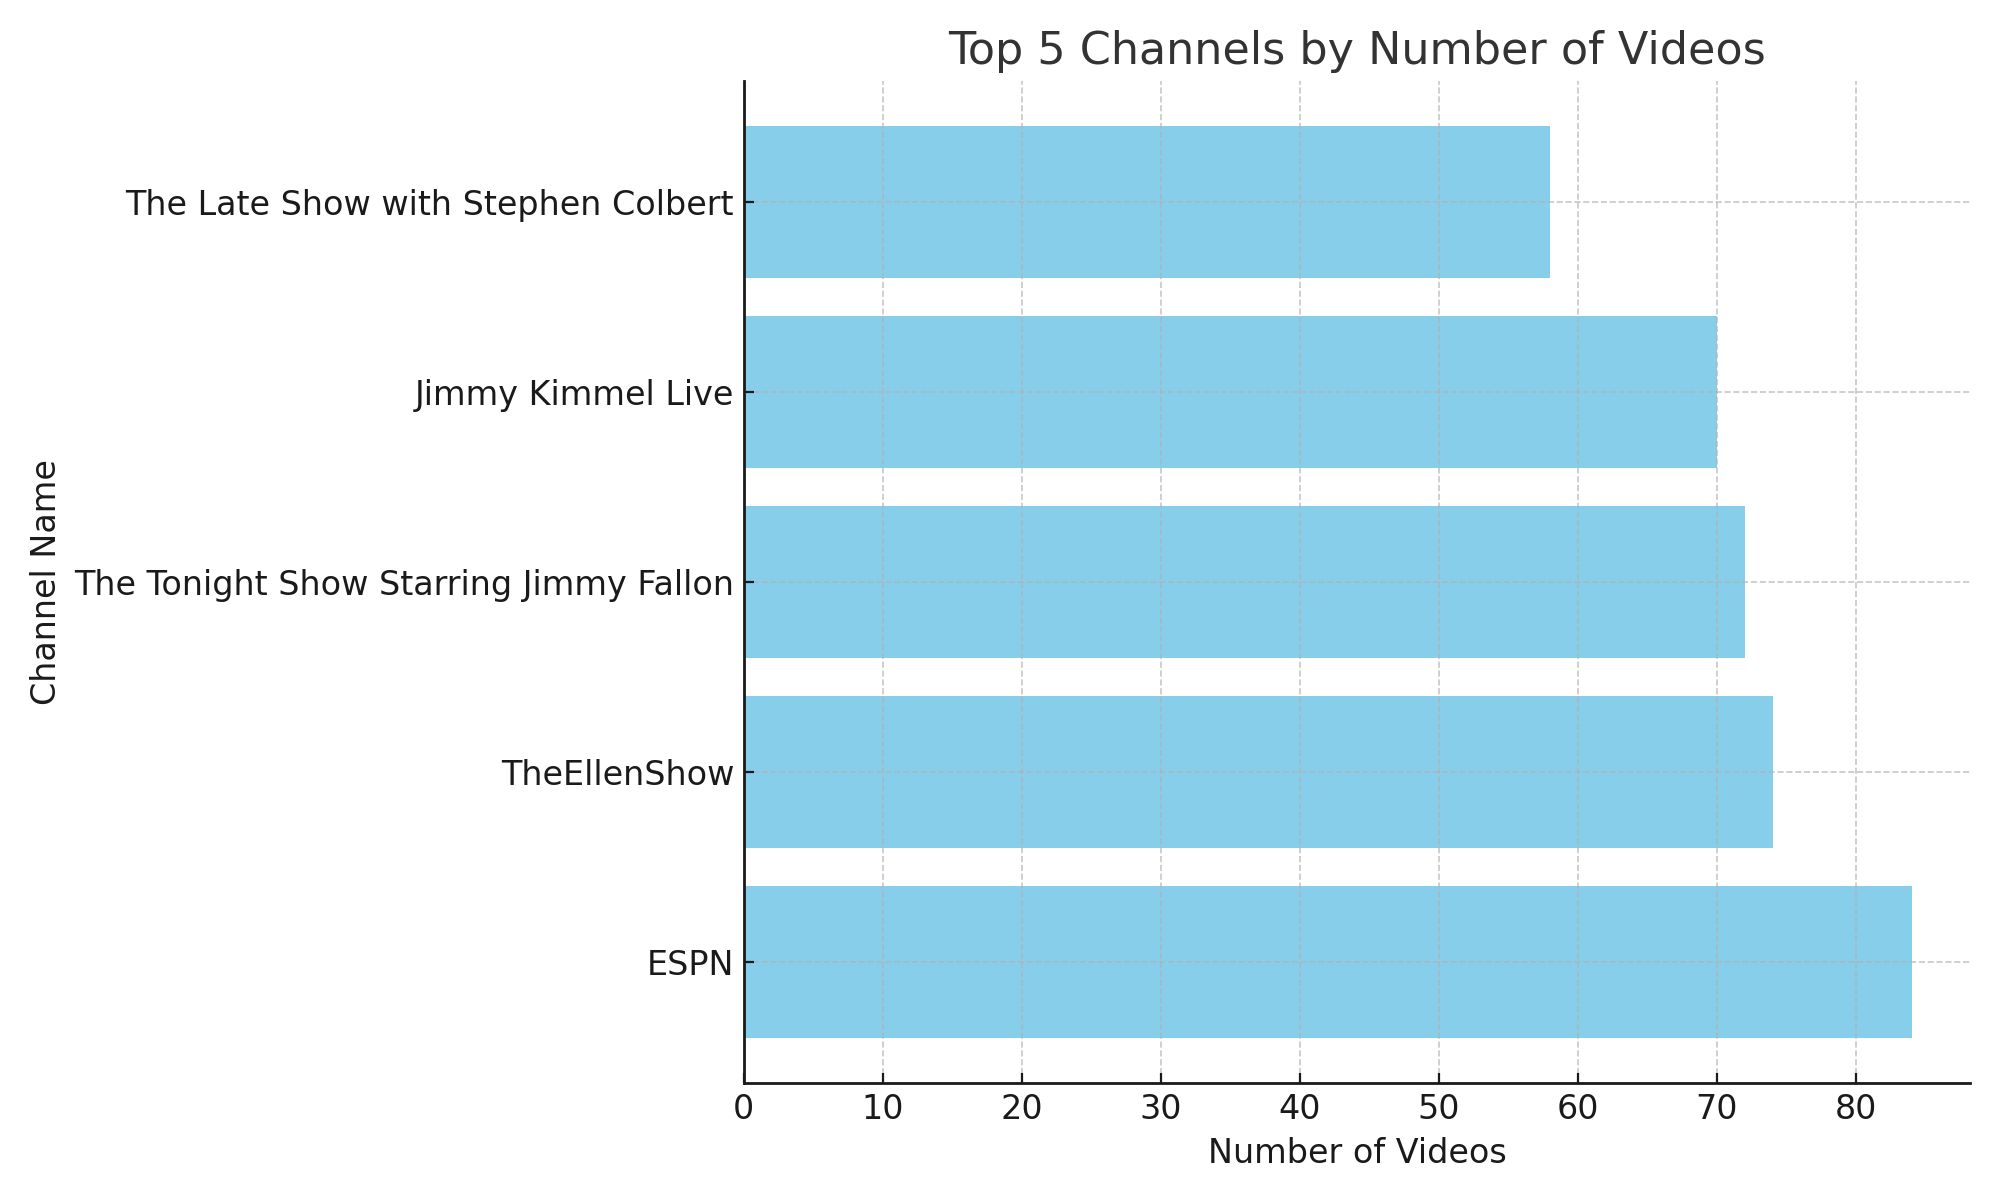 Top 5 Channels by Number of Videos
The Late Show with Stephen Colbert
Jimmy Kimmel Live
The Tonight Show Starring Jimmy Fallon
TheEllenShow
ESPN
Channel Name
0 10 20 30 40 50 60 70 80
Number of Videos